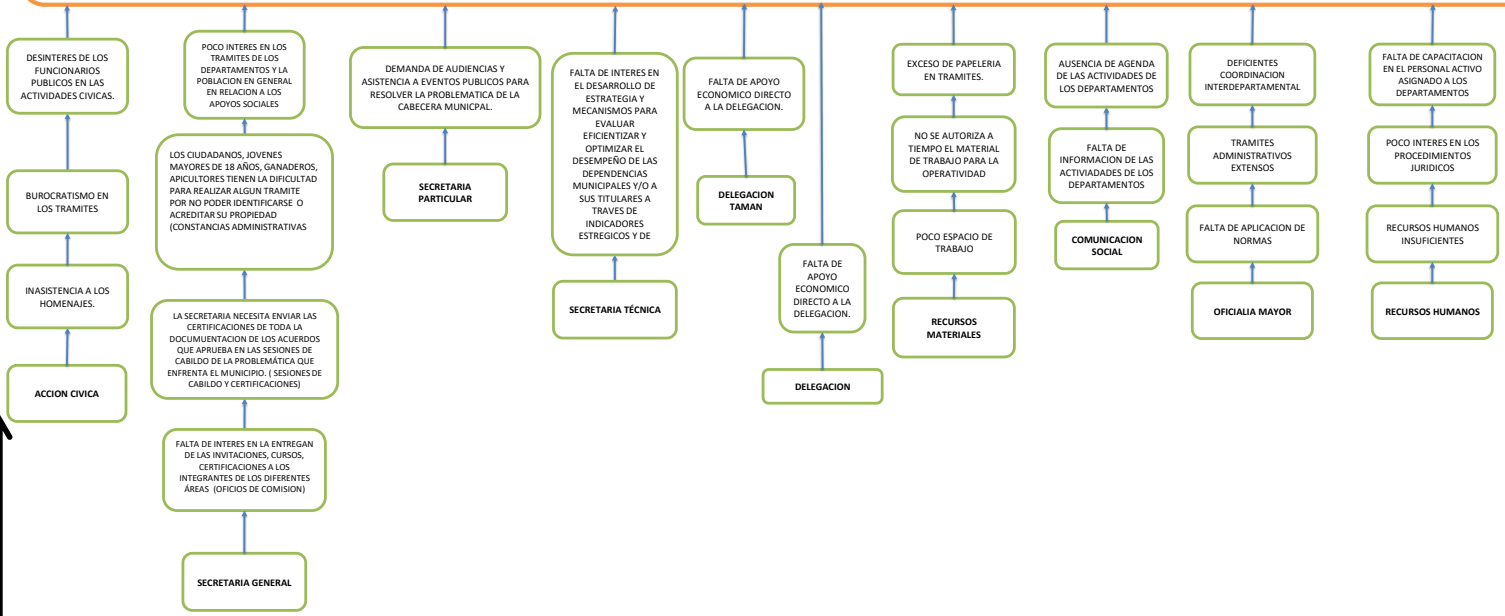 DESINTERES DE LOS
FUNCIONARIOS
PUBLICOS EN LAS
ACTIVIDADES CIVICAS.
BUROCRATISMO EN
LOS TRAMITES
INASISTENCIA A LOS
HOMENAJES.
ACCION CIVICA
POCO INTERES EN LOS
TRAMITES DE LOS
DEPARTAMENTOS Y LA
POBLACION EN GENERAL
EN RELACION A LOS
APOYOS SOCIALES
LOS CIUDADANOS, JOVENES
MAYORES DE 18 AÑOS, GANADEROS,
APICULTORES TIENEN LA DIFICULTAD
PARA REALIZAR ALGUN TRAMITE
POR NO PODER IDENTIFICARSE O
ACREDITAR SU PROPIEDAD
(CONSTANCIAS ADMINISTRATIVAS
LA SECRETARIA NECESITA ENVIAR LAS
CERTIFICACIONES DE TODA LA
DOCUMUENTACION DE LOS ACUERDOS
QUE APRUEBA EN LAS SESIONES DE
CABILDO DE LA PROBLEMÁTICA QUE
ENFRENTA EL MUNICIPIO. ( SESIONES DE
CABILDO Y CERTIFICACIONES)
FALTA DE INTERES EN LA ENTREGAN
DE LAS INVITACIONES, CURSOS,
CERTIFICACIONES A LOS
INTEGRANTES DE LOS DIFERENTES
ÁREAS (OFICIOS DE COMISION)
SECRETARIA GENERAL
DEMANDA DE AUDIENCIAS Y
ASISTENCIA A EVENTOS PUBLICOS PARA
RESOLVER LA PROBLEMATICA DE LA
CABECERA MUNICPAL.
SECRETARIA
PARTICULAR
FALTA DE INTERES EN
EL DESARROLLO DE
ESTRATEGIA Y
MECANISMOS PARA
EVALUAR
EFICIENTIZAR Y
OPTIMIZAR EL
DESEMPEÑO DE LAS
DEPENDENCIAS
MUNICIPALES Y/O A
SUS TITULARES A
TRAVES DE
INDICADORES
ESTREGICOS Y DE
SECRETARIA TÉCNICA
FALTA DE APOYO
ECONOMICO DIRECTO
A LA DELEGACION.
DELEGACION
TAMAN
FALTA DE
APOYO
ECONOMICO
DIRECTO A LA
DELEGACION.
DELEGACION
EXCESO DE PAPELERIA
EN TRAMITES.
NO SE AUTORIZA A
TIEMPO EL MATERIAL
DE TRABAJO PARA LA
OPERATIVIDAD
POCO ESPACIO DE
TRABAJO
RECURSOS
MATERIALES
AUSENCIA DE AGENDA
DE LAS ACTIVIDADES DE
LOS DEPARTAMENTOS
FALTA DE
INFORMACION DE LAS
ACTIVIADADES DE LOS
DEPARTAMENTOS
COMUNICACION
SOCIAL
DEFICIENTES
COORDINACION
INTERDEPARTAMENTAL
TRAMITES
ADMINISTRATIVOS
EXTENSOS
FALTA DE APLICACION DE
NORMAS
OFICIALIA MAYOR
FALTA DE CAPACITACION
EN EL PERSONAL ACTIVO
ASIGNADO A LOS
DEPARTAMENTOS
POCO INTERES EN LOS
PROCEDIMIENTOS
JURIDICOS
RECURSOS HUMANOS
INSUFICIENTES
RECURSOS HUMANOS